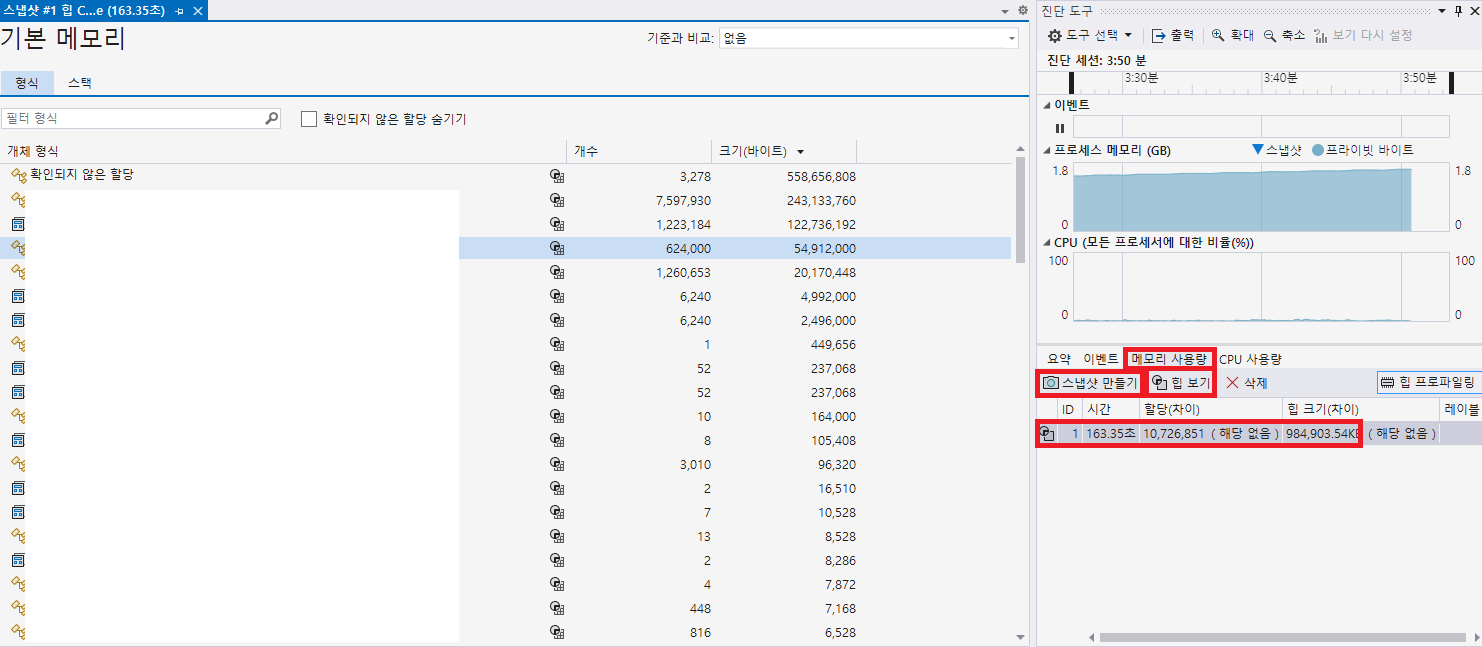 스냅샷 #1 힙 C...e (163.35초)
기본 메모리
기준과 비교: 없음
형식 스택
필터 형식
확인되지 않은 할당 숨기기
개체 형식 개수 크기(바이트)
확인되지 않은 할당 3,278 558,656,808
7,597,930 243,133,760
1,223,184 122,736,192
624,000 54,912,000
1,260,653 20,170,448
6,240 4,992,000
6,240 2,496,000
1 449,656
52 237,068
52 237,068
10 164,000
8 105,408
3,010 96,320
2 16,510
7 10,528
13 8,528
2 8,286
4 7,872
448 7,168
816 6,528
진단 도구
도구 선택 출력 확대 축소 보기 다시 설정
진단 세션: 3:50 분
3:30분 3:40분 3:50분
이벤트
프로세스 메모리 (GB) 스냅샷 프라이빗 바이트
1.8 1.8
0 0
CPU (모든 프로세서에 대한 비율(%))
100 100
0 0
요약 이벤트 메모리 사용량 CPU 사용량
스냅샷 만들기 힙 보기 삭제 힙 프로파일링
ID 시간 할당(차이) 힙 크기(차이) 레이블
1 163.35초 10,726,851 ( 해당 없음 ) 984,903.54KB ( 해당 없음 )